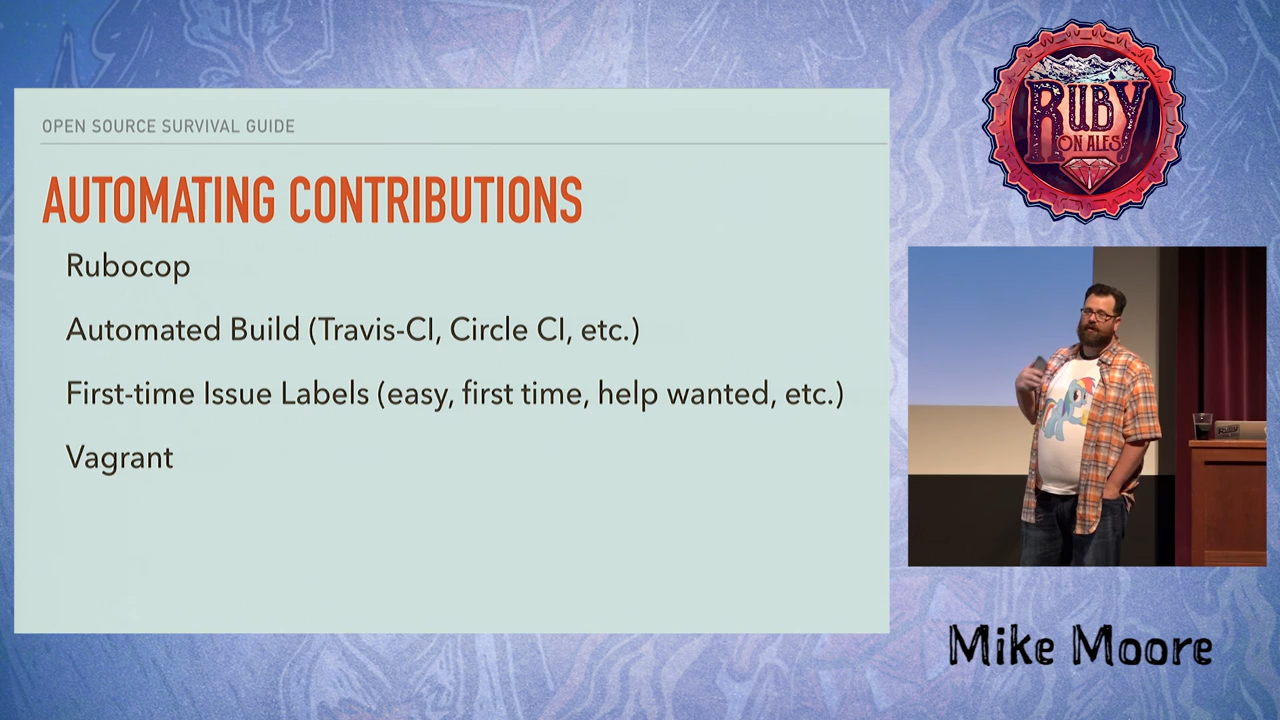 OPEN SOURCE SURVIVAL GUIDE
AUTOMATING CONTRIBUTIONS
Rubocop
Automated Build (Travis-CI, Circle CI, etc.)
First-time Issue Labels (easy, first time, help wanted, etc.)
Vagrant
RUBY
ON ALES
Mike Moore